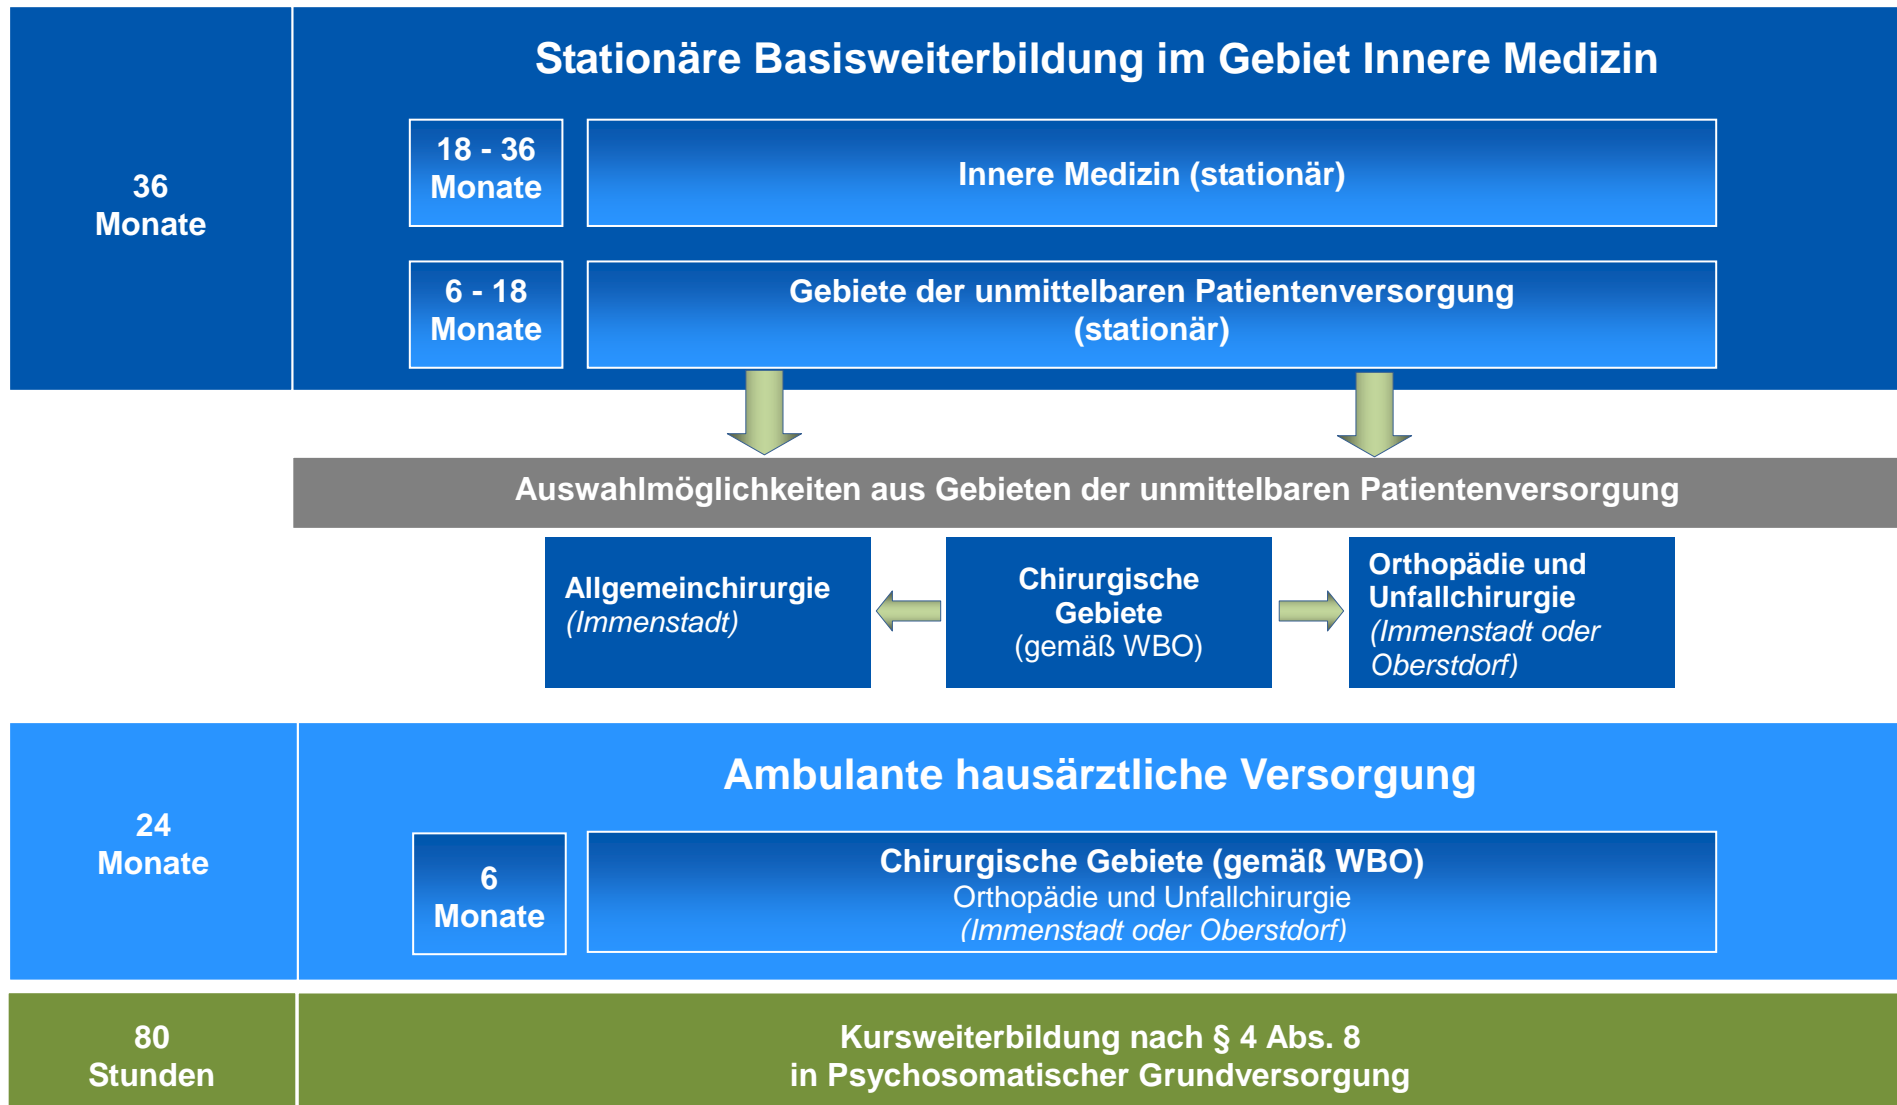 Stationäre Basisweiterbildung im Gebiet Innere Medizin
36
Monate
18 - 36
Monate
Innere Medizin (stationär)
6 - 18
Monate
Gebiete der unmittelbaren Patientenversorgung
(stationär)
Auswahlmöglichkeiten aus Gebieten der unmittelbaren Patientenversorgung
Allgemeinchirurgie
(Immenstadt)
Chirurgische
Gebiete
(gemäß WBO)
Orthopädie und
Unfallchirurgie
(Immenstadt oder
Oberstdorf)
24
Monate
Ambulante hausärztliche Versorgung
6
Monate
Chirurgische Gebiete (gemäß WBO)
Orthopädie und Unfallchirurgie
(Immenstadt oder Oberstdorf)
80
Stunden
Kursweiterbildung nach § 4 Abs. 8
in Psychosomatischer Grundversorgung